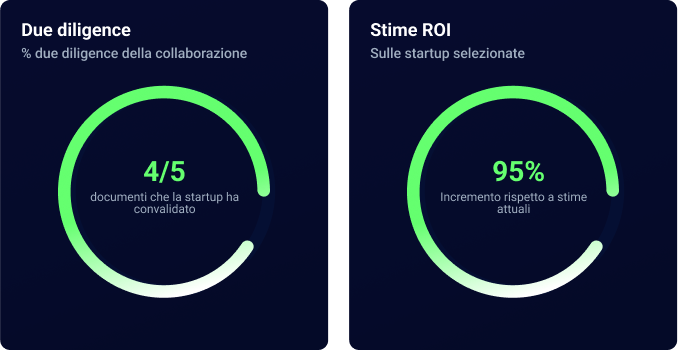 Due diligence
% due diligence della collaborazione
4/5
documenti che la startup ha
convalidato
Stime ROI
Sulle startup selezionate
95%
Incremento rispetto a stime
attuali